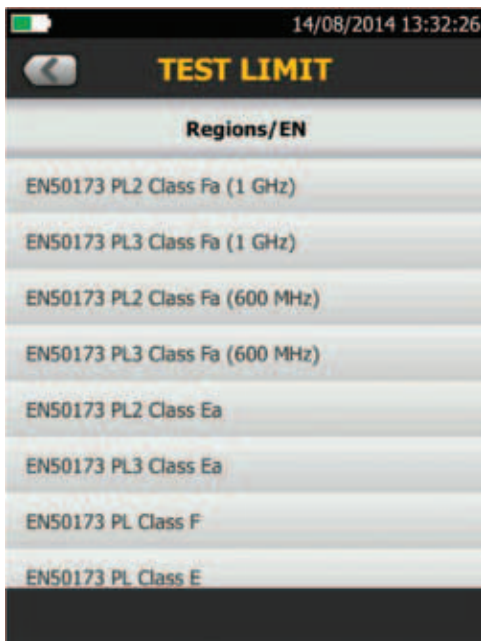 14/08/2014 13:32:26
TEST LIMIT
Regions/EN
EN50173 PL2 Class Fa (1 GHz)
EN50173 PL3 Class Fa (1 GHz)
EN50173 PL2 Class Fa (600 MHz)
EN50173 PL3 Class Fa (600 MHz)
EN50173 PL2 Class Ea
EN50173 PL3 Class Ea
EN50173 PL Class F
EN50173 PL Class E